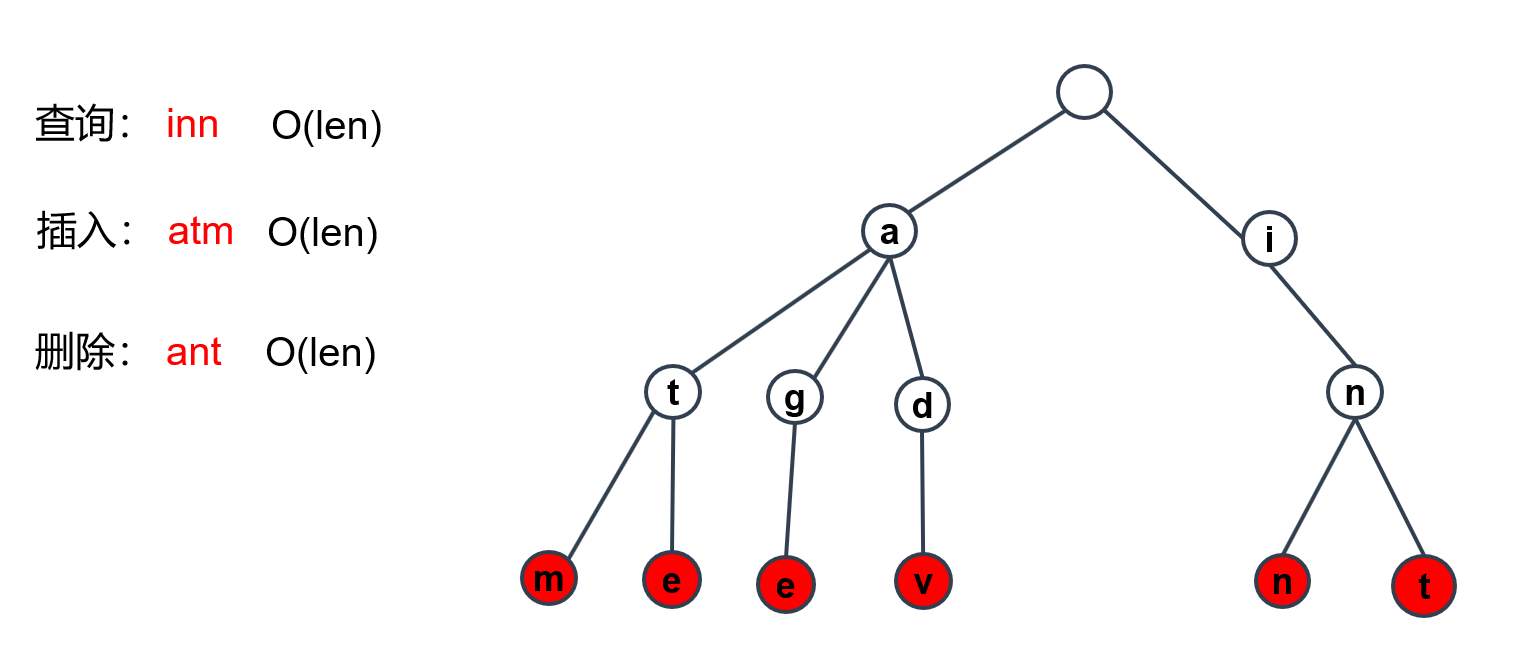 查询： inn O(len)
插入： atm O(len)
删除： ant O(len)
a i
t g d n
m e e v n t